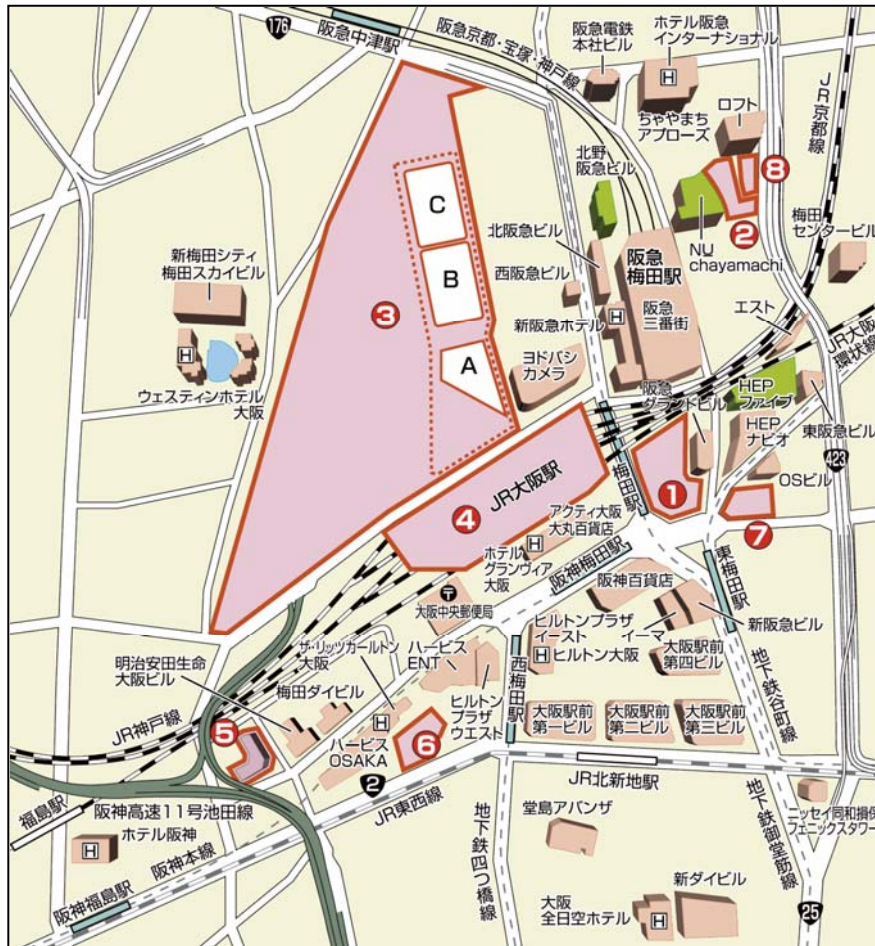 176
阪急中津駅
阪急京都・宝塚・神戸線
阪急電鉄
本社ビル
ホテル阪急
インターナショナル
ちゃやまち
アプローズ
ロフト
JR京都線
北野
阪急ビル
8
C
NU
chayamachi
2
梅田
センタービル
新梅田シティ
梅田スカイビル
北阪急ビル
西阪急ビル
阪急
梅田駅
B
3
エスト
新阪急ホテル
阪急
三番街
JR大阪
環状線
H
A
ヨドバシ
カメラ
ウェスティンホテル
大阪
阪急
グランドビル
HEP
ファイブ
HEP
ナビオ
東阪急ビル
423
OSビル
JR大阪駅
梅田駅
1
4
7
アクティ大阪
大丸百貨店
H
ホテル
グランヴィア
大阪
阪神梅田駅
阪神百貨店
東梅田駅
大阪中央郵便局
ヒルトンプラザ
イースト
イーマ
新阪急ビル
H
ヒルトン大阪
大阪駅前
第四ビル
明治安田生命
大阪ビル
ザ・リッツカールトン
大阪
ハービス
ENT
西梅田駅
地下鉄谷町線
梅田ダイビル
ヒルトン
プラザ
ウエスト
大阪駅前
第一ビル
大阪駅前
第二ビル
大阪駅前
第三ビル
JR神戸線
5
H
6
ハービス
OSAKA
2
JR東西線
JR北新地駅
福島駅
阪神高速11号池田線
ホテル阪神
H
阪神本線
地下鉄四つ橋線
堂島アバンザ
地下鉄御堂筋線
ニッセイ同和損保
フェニックスタワー
阪神福島駅
大阪
全日空ホテル
H
新ダイビル
25